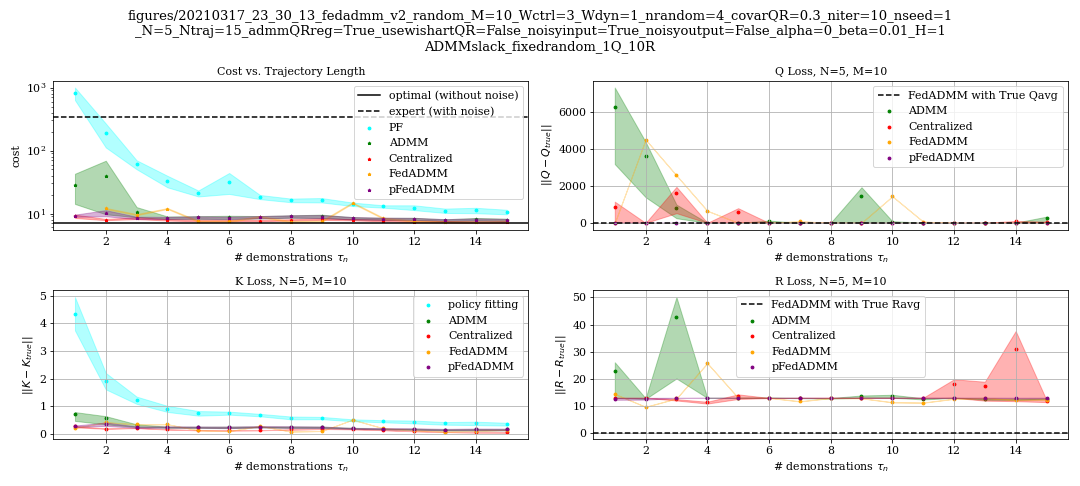 figures/20210317_23_30_13_fedadmm_v2_random_M=10_Wctrl=3_Wdyn=1_nrandom=4_covarQR=0.3_niter=10_nseed=1
_N=5_Ntraj=15_admmQRreg=True_usewishartQR=False_noisyinput=True_noisyoutput=False_alpha=0_beta=0.01_H=1
ADMMslack_fixedrandom_1Q_10R
Cost vs. Trajectory Length
10³
10²
10¹
cost
optimal (without noise)
expert (with noise)
PF
ADMM
Centralized
FedADMM
pFedADMM
2 4 6 8 10 12 14
# demonstrations τₙ
Q Loss, N=5, M=10
6000
4000
2000
0
||Q − Q_true||
FedADMM with True Qavg
ADMM
Centralized
FedADMM
pFedADMM
2 4 6 8 10 12 14
# demonstrations τₙ
K Loss, N=5, M=10
5
4
3
2
1
0
||K − K_true||
policy fitting
ADMM
Centralized
FedADMM
pFedADMM
2 4 6 8 10 12 14
# demonstrations τₙ
R Loss, N=5, M=10
50
40
30
20
10
0
||R − R_true||
FedADMM with True Ravg
ADMM
Centralized
FedADMM
pFedADMM
2 4 6 8 10 12 14
# demonstrations τₙ